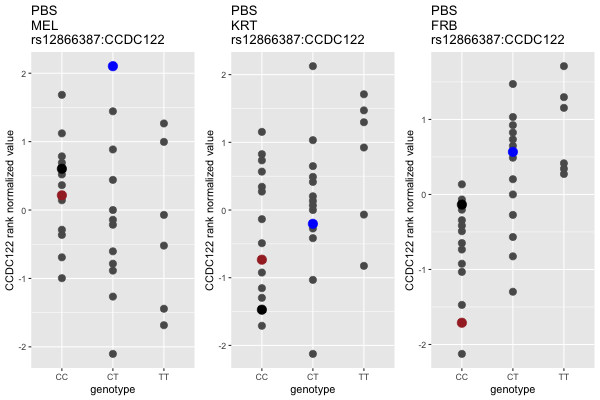 PBS
MEL
rs12866387:CCDC122
CCDC122 rank normalized value
2
1
0
-1
-2
CC
CT
TT
genotype
PBS
KRT
rs12866387:CCDC122
CCDC122 rank normalized value
2
1
0
-1
-2
CC
CT
TT
genotype
PBS
FRB
rs12866387:CCDC122
CCDC122 rank normalized value
1
0
-1
-2
CC
CT
TT
genotype